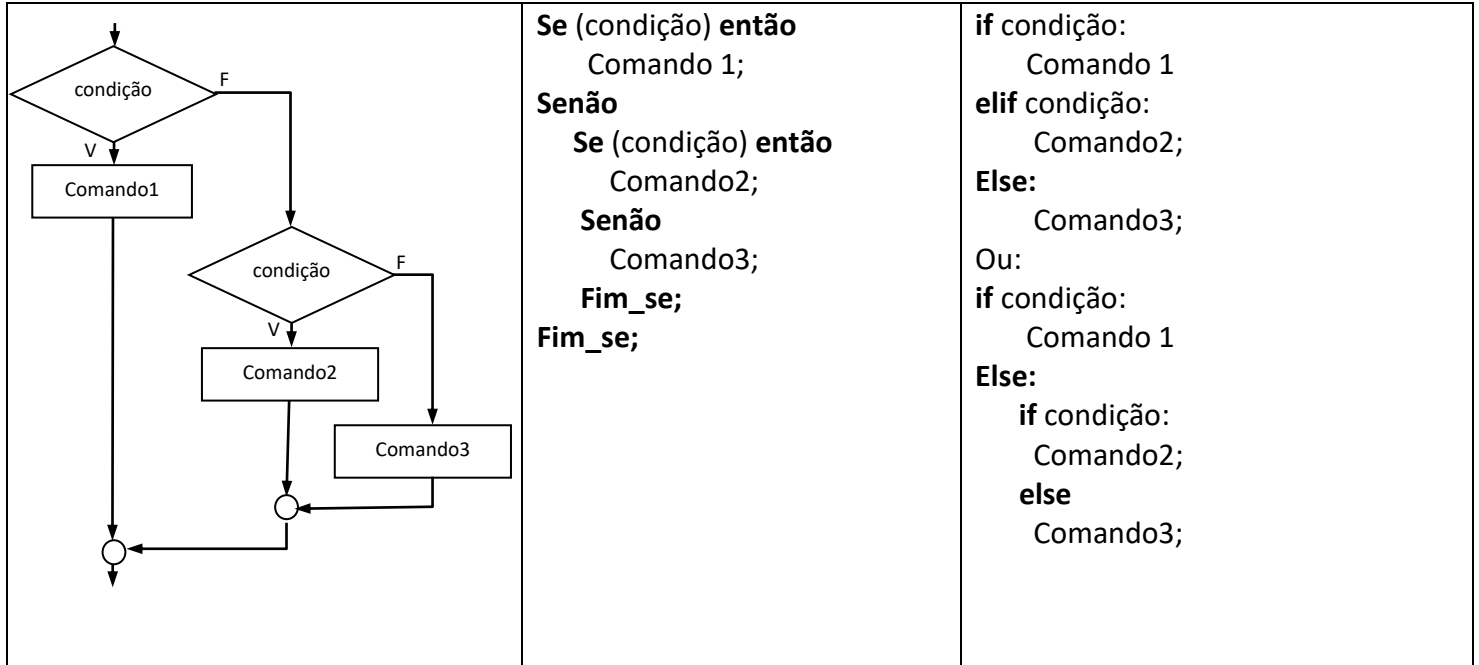 condição
F
V
Comando1
condição
F
V
Comando2
Comando3
Se (condição) então
Comando 1;
Senão
Se (condição) então
Comando2;
Senão
Comando3;
Fim_se;
Fim_se;
if condição:
Comando 1
elif condição:
Comando2;
Else:
Comando3;
Ou:
if condição:
Comando 1
Else:
if condição:
Comando2;
else
Comando3;